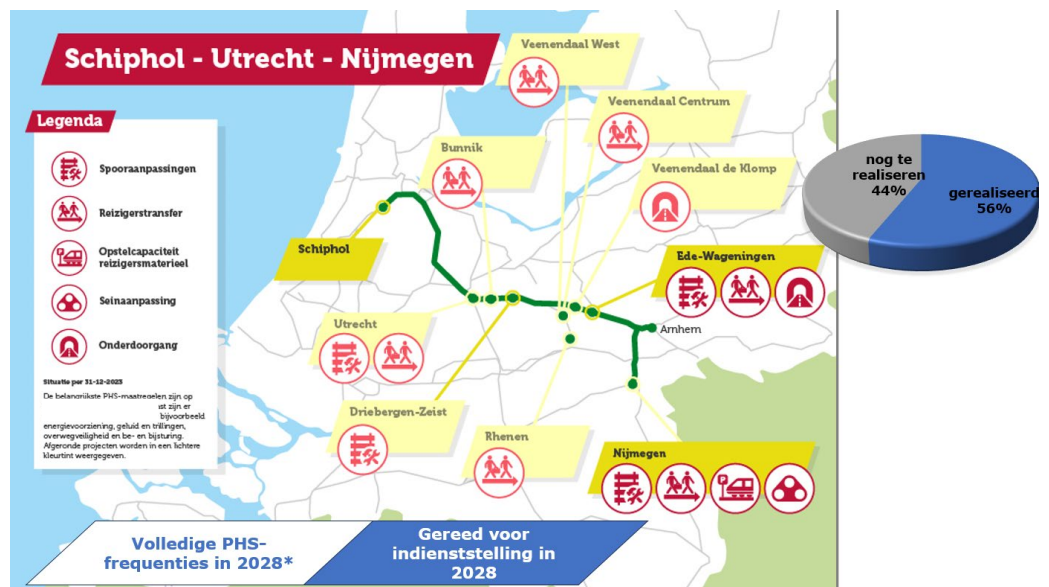 Schiphol - Utrecht - Nijmegen
Legenda
Spooraanpassingen
Reizigerstransfer
Opstelcapaciteit
reizigersmaterieel
Seinaanpassing
Onderdoorgang
Situatie per 31-12-2023
De belangrijkste PHS-maatregelen zijn op
st zijn er
bijvoorbeeld
energievoorziening, geluid en trillingen,
overwegveiligheid en be- en bijsturing.
Afgeronde projecten worden in een lichtere
kleurtint weergegeven.
Veenendaal West
Veenendaal Centrum
Bunnik
Veenendaal de Klomp
Schiphol
Ede-Wageningen
Arnhem
Utrecht
Driebergen-Zeist
Rhenen
Nijmegen
P
P
nog te
realiseren
44%
gerealiseerd
56%
Volledige PHS-
frequenties in 2028*
Gereed voor
indienststelling in
2028